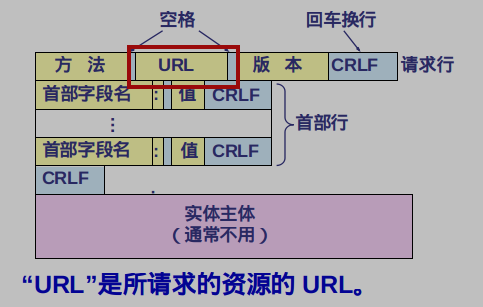 空格 回车换行
方 法 URL 版 本 CRLF 请求行
首部字段名 : 值 CRLF
⋮ 首部行
首部字段名 : 值 CRLF
CRLF
实体主体
（通常不用）
“URL”是所请求的资源的 URL。